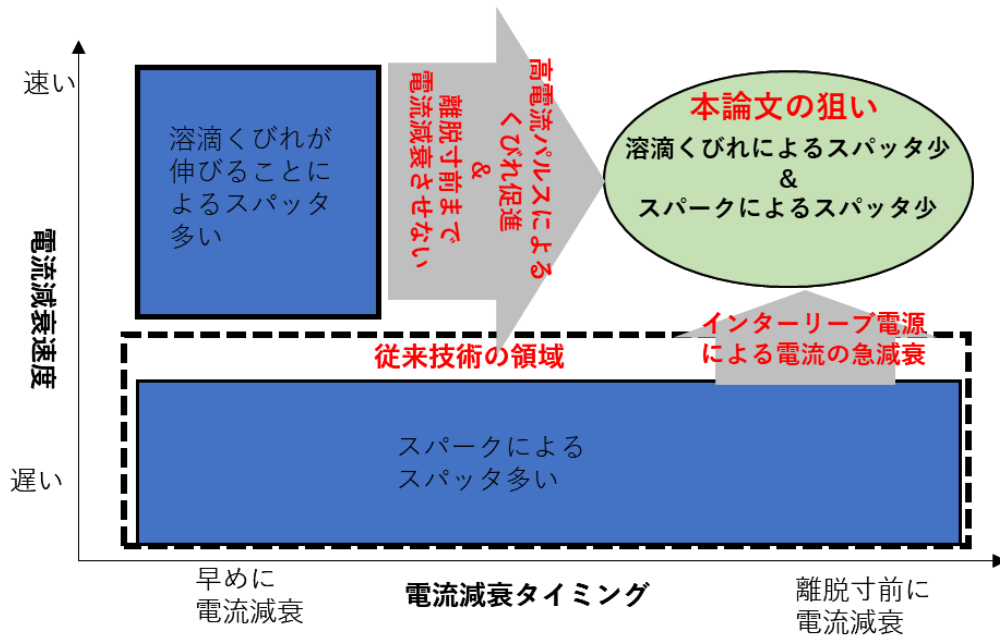 速い
溶滴くびれが
伸びることに
よるスパッタ
多い
離脱寸前まで
電流減衰させない
&
高電流パルスによる
くびれ促進
本論文の狙い
溶滴くびれによるスパッタ少
&
スパークによるスパッタ少
電流減衰速度
従来技術の領域
インターリーブ電源
による電流の急減衰
スパークによる
スパッタ多い
遅い
早めに
電流減衰
電流減衰タイミング
離脱寸前に
電流減衰